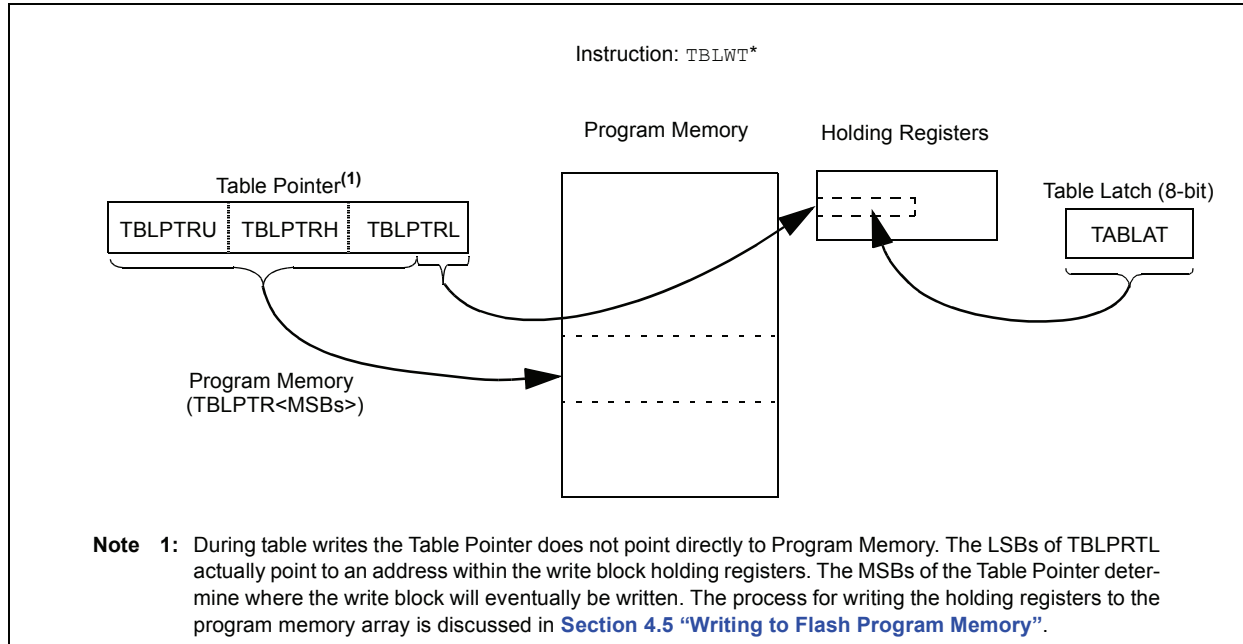 Instruction: TBLWT*
Program Memory
Holding Registers
Table Pointer(1)
Table Latch (8-bit)
TBLPTRU
TBLPTRH
TBLPTRL
TABLAT
Program Memory
(TBLPTR<MSBs>)
Note 1: During table writes the Table Pointer does not point directly to Program Memory. The LSBs of TBLPRTL
actually point to an address within the write block holding registers. The MSBs of the Table Pointer deter-
mine where the write block will eventually be written. The process for writing the holding registers to the
program memory array is discussed in Section 4.5 “Writing to Flash Program Memory”.